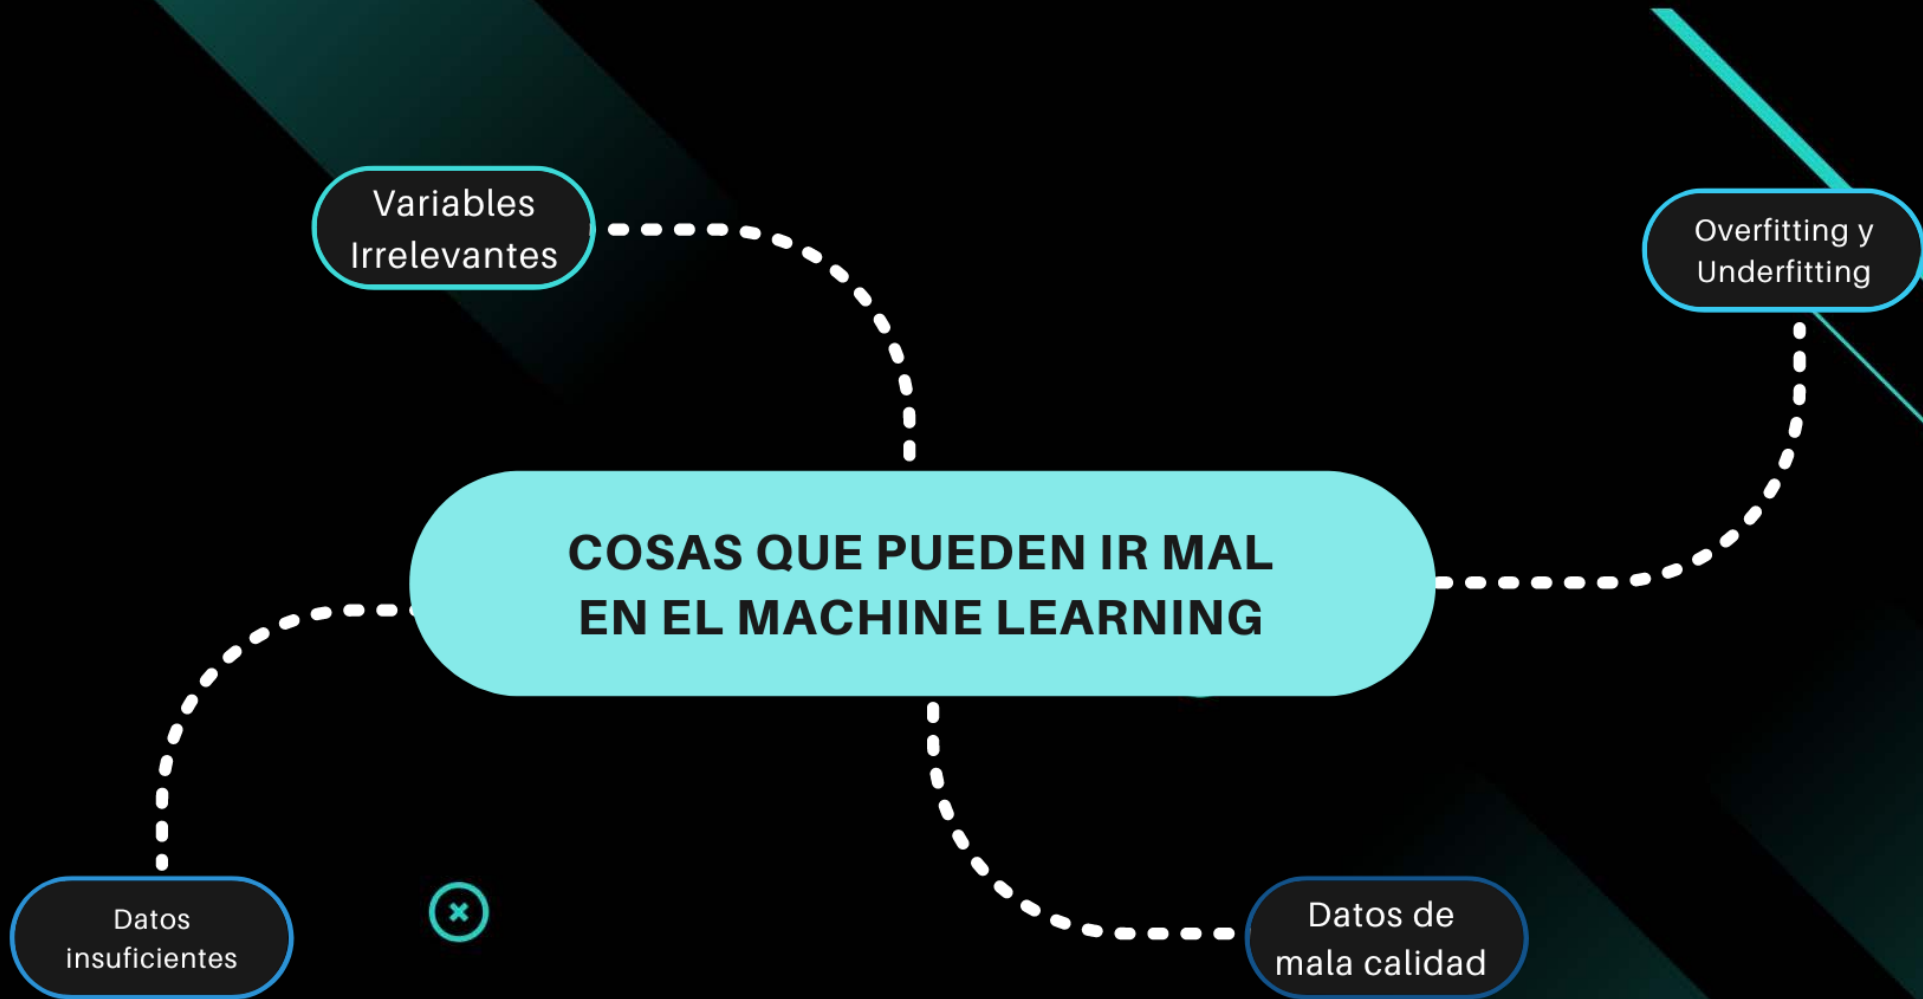 Variables
Irrelevantes
Overfitting y
Underfitting
COSAS QUE PUEDEN IR MAL
EN EL MACHINE LEARNING
Datos
insuficientes
Datos de
mala calidad